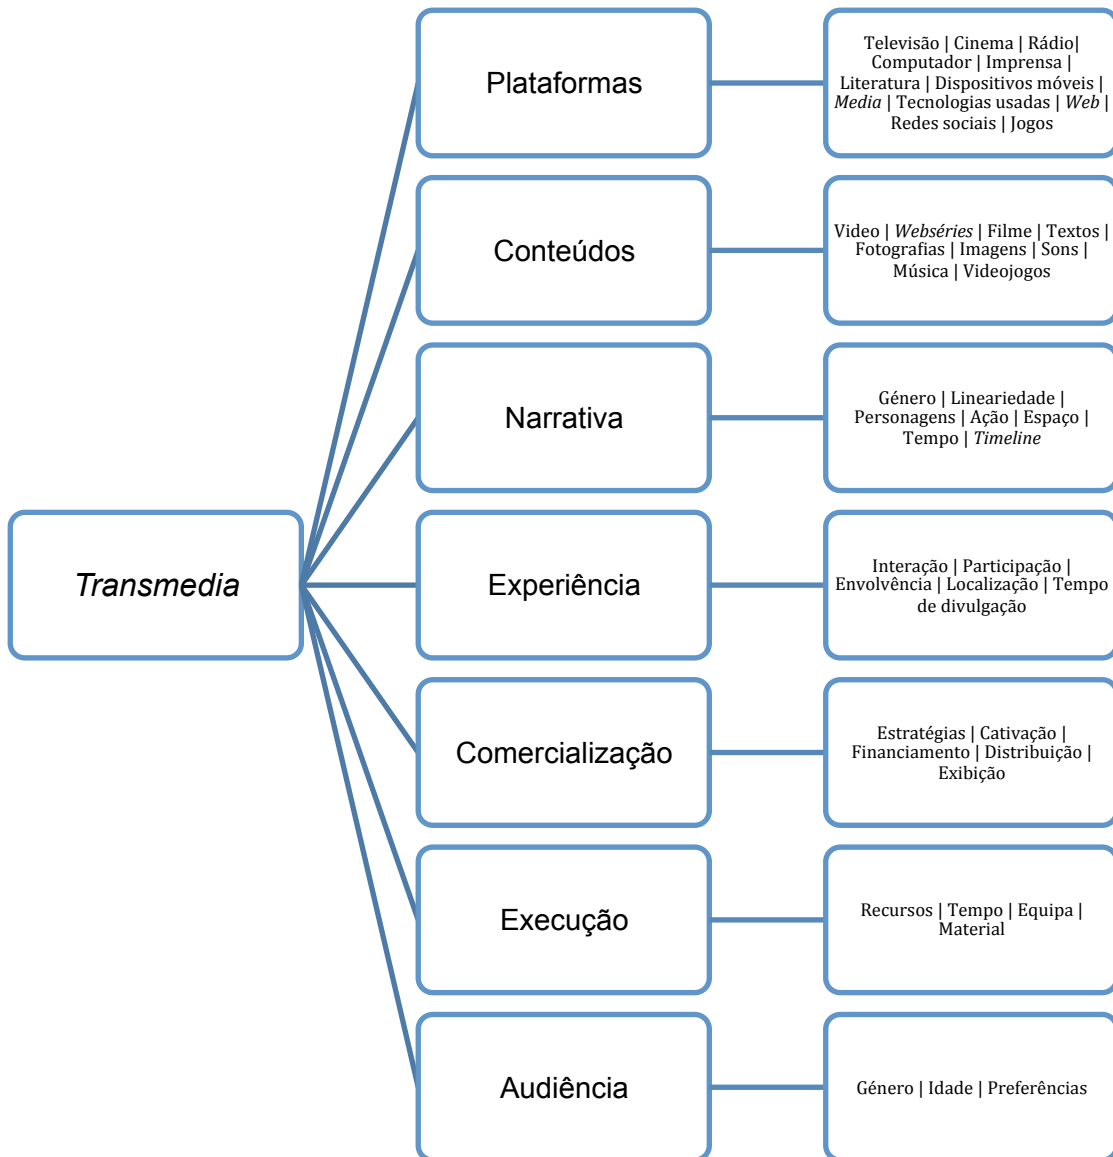 Plataformas
Televisão | Cinema | Rádio|
Computador | Imprensa |
Literatura | Dispositivos móveis |
Media | Tecnologias usadas | Web |
Redes sociais | Jogos
Conteúdos
Video | Webséries | Filme | Textos |
Fotografias | Imagens | Sons |
Música | Videojogos
Narrativa
Género | Lineariedade |
Personagens | Ação | Espaço |
Tempo | Timeline
Transmedia
Experiência
Interação | Participação |
Envolvência | Localização | Tempo
de divulgação
Comercialização
Estratégias | Cativação |
Financiamento | Distribuição |
Exibição
Execução
Recursos | Tempo | Equipa |
Material
Audiência
Género | Idade | Preferências